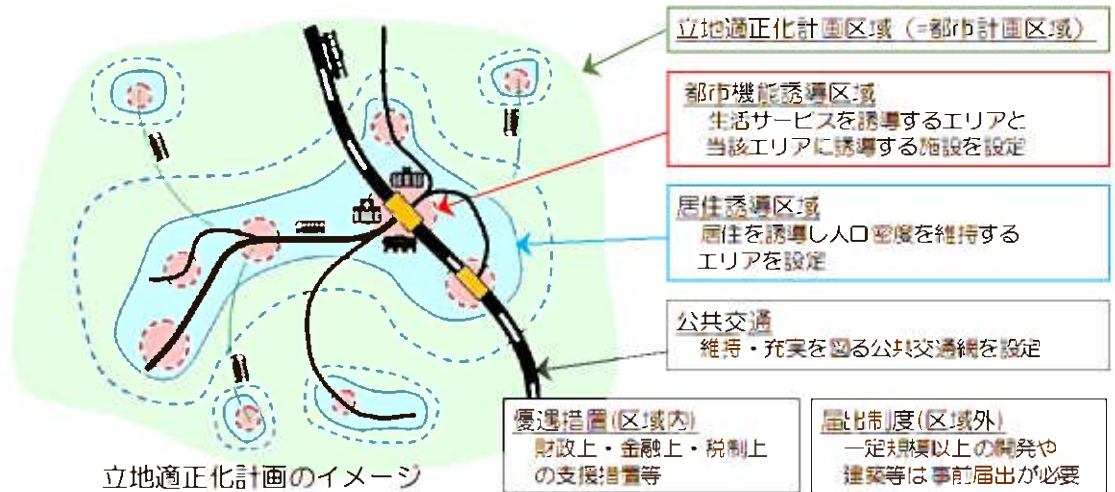 立地適正化計画区域（=都市計画区域）
都市機能誘導区域
生活サービスを誘導するエリアと
当該エリアに誘導する施設を設定
居住誘導区域
居住を誘導し人口密度を維持する
エリアを設定
公共交通
維持・充実を図る公共交通網を設定
優遇措置(区域内)
財政上・金融上・税制上
の支援措置等
届出制度(区域外)
一定規模以上の開発や
建築等は事前届出が必要
立地適正化計画のイメージ